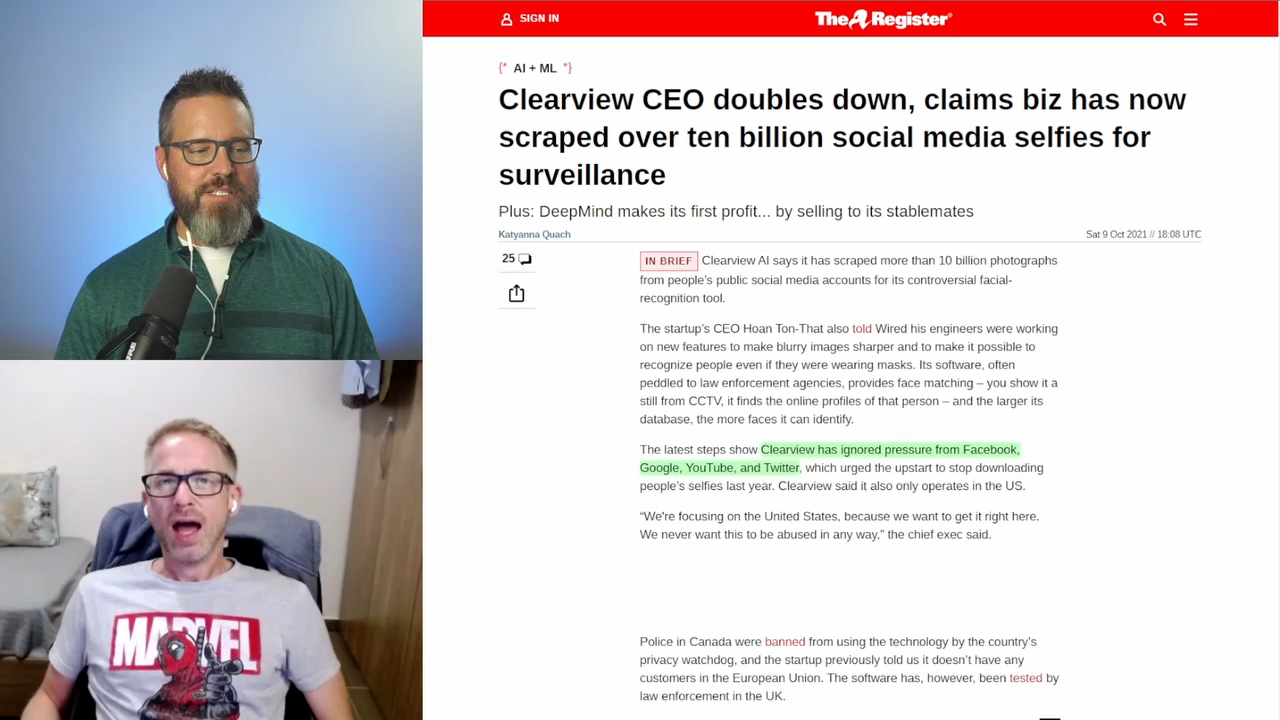 SIGN IN
The Register®
{* AI + ML *}
Clearview CEO doubles down, claims biz has now
scraped over ten billion social media selfies for
surveillance
Plus: DeepMind makes its first profit... by selling to its stablemates
Katyanna Quach
Sat 9 Oct 2021 // 18:08 UTC
25
IN BRIEF Clearview AI says it has scraped more than 10 billion photographs
from people's public social media accounts for its controversial facial-
recognition tool.
The startup's CEO Hoan Ton-That also told Wired his engineers were working
on new features to make blurry images sharper and to make it possible to
recognize people even if they were wearing masks. Its software, often
peddled to law enforcement agencies, provides face matching – you show it a
still from CCTV, it finds the online profiles of that person – and the larger its
database, the more faces it can identify.
The latest steps show Clearview has ignored pressure from Facebook,
Google, YouTube, and Twitter, which urged the upstart to stop downloading
people's selfies last year. Clearview said it also only operates in the US.
“We're focusing on the United States, because we want to get it right here.
We never want this to be abused in any way,” the chief exec said.
Police in Canada were banned from using the technology by the country's
privacy watchdog, and the startup previously told us it doesn't have any
customers in the European Union. The software has, however, been tested by
law enforcement in the UK.
MARVEL